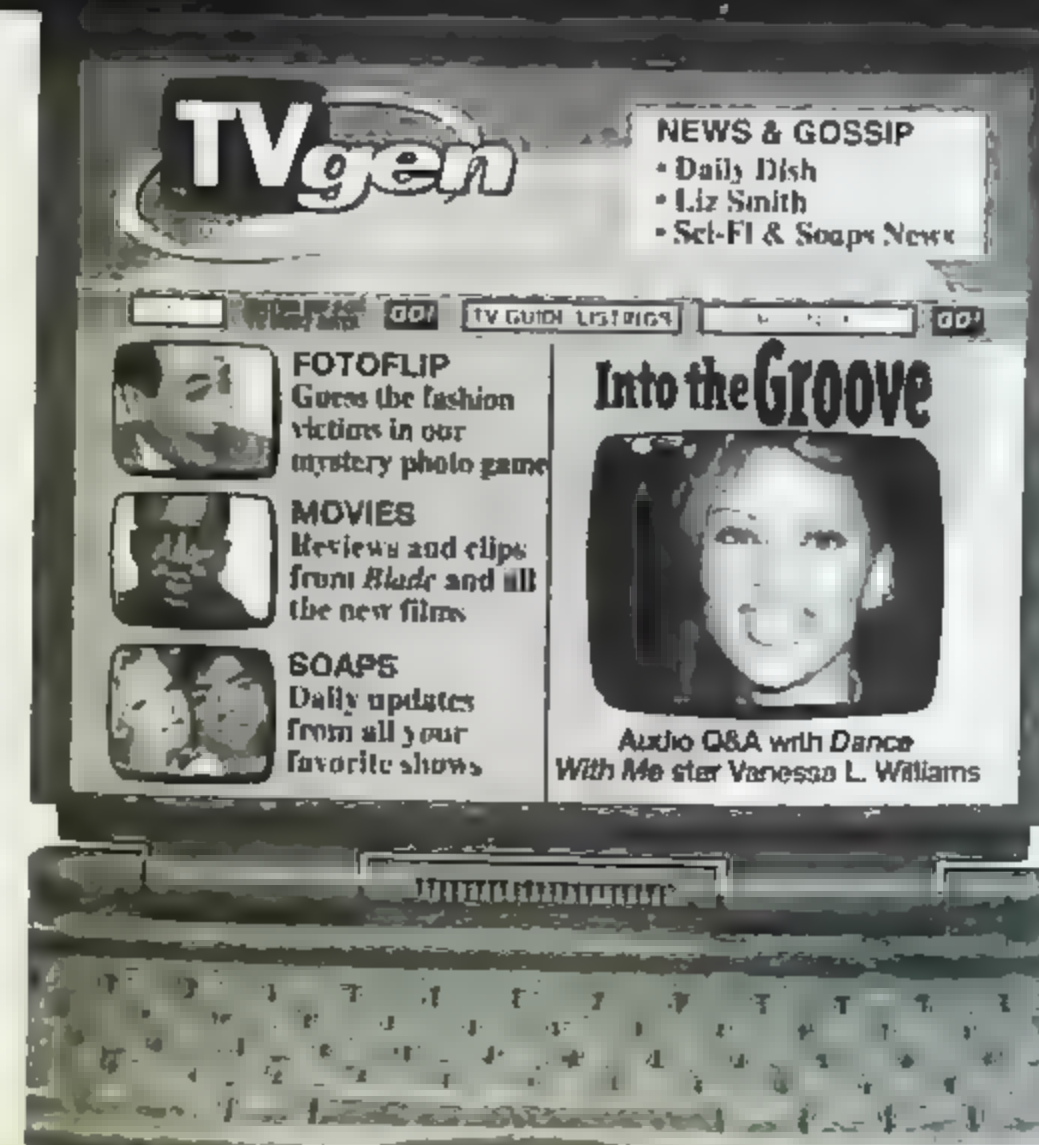 TVgen
NEWS & GOSSIP
• Daily Dish
• Liz Smith
• Sci-Fi & Soaps News
GO!
TV GUIDE LISTINGS
GO!
FOTOFLIP
Guess the fashion
victims in our
mystery photo game
MOVIES
Reviews and clips
from Blade and all
the new films
SOAPS
Daily updates
from all your
favorite shows
Into the Groove
Audio Q&A with Dance
With Me star Vanessa L. Williams